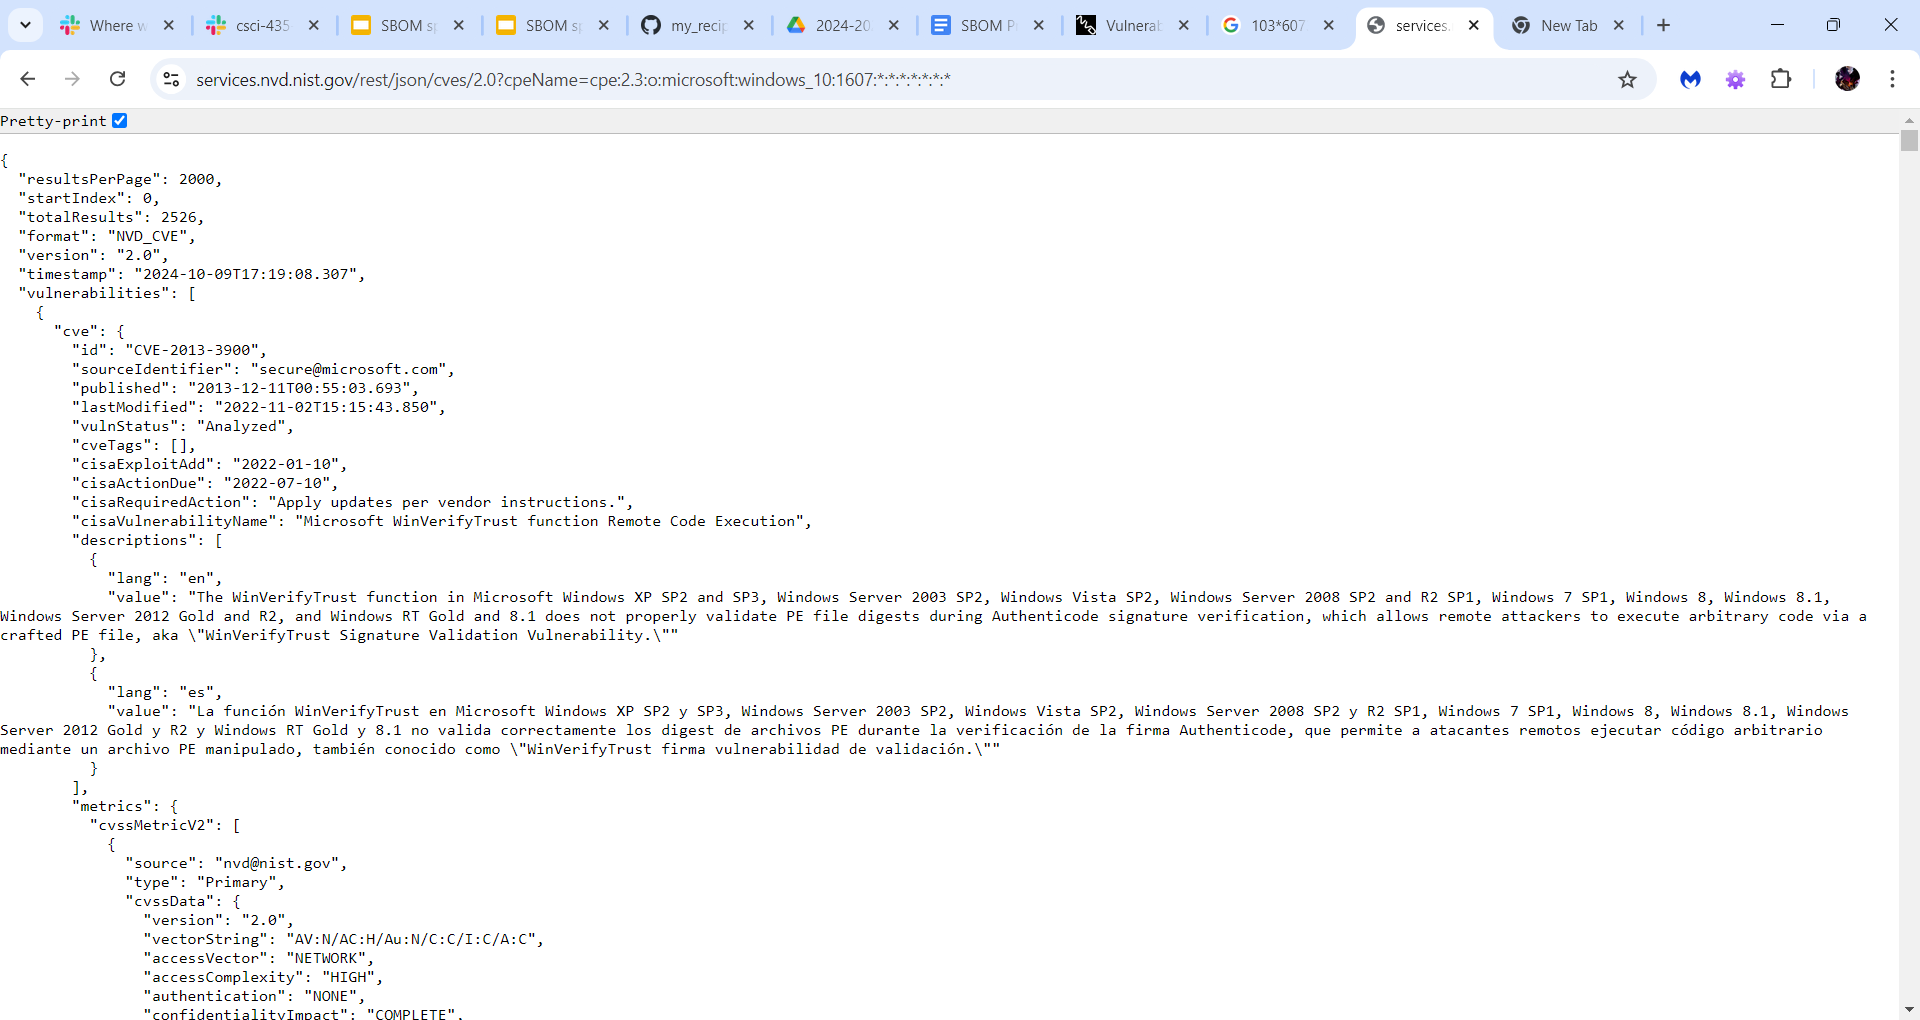 Where w
csci-435
SBOM sp
SBOM sp
my_recip
2024-20
SBOM P
Vulnerab
103*607
services.
New Tab
services.nvd.nist.gov/rest/json/cves/2.0?cpeName=cpe:2.3:o:microsoft:windows_10:1607:*:*:*:*:*:*:*
Pretty-print
{
  "resultsPerPage": 2000,
  "startIndex": 0,
  "totalResults": 2526,
  "format": "NVD_CVE",
  "version": "2.0",
  "timestamp": "2024-10-09T17:19:08.307",
  "vulnerabilities": [
    {
      "cve": {
        "id": "CVE-2013-3900",
        "sourceIdentifier": "secure@microsoft.com",
        "published": "2013-12-11T00:55:03.693",
        "lastModified": "2022-11-02T15:15:43.850",
        "vulnStatus": "Analyzed",
        "cveTags": [],
        "cisaExploitAdd": "2022-01-10",
        "cisaActionDue": "2022-07-10",
        "cisaRequiredAction": "Apply updates per vendor instructions.",
        "cisaVulnerabilityName": "Microsoft WinVerifyTrust function Remote Code Execution",
        "descriptions": [
          {
            "lang": "en",
            "value": "The WinVerifyTrust function in Microsoft Windows XP SP2 and SP3, Windows Server 2003 SP2, Windows Vista SP2, Windows Server 2008 SP2 and R2 SP1, Windows 7 SP1, Windows 8, Windows 8.1,
Windows Server 2012 Gold and R2, and Windows RT Gold and 8.1 does not properly validate PE file digests during Authenticode signature verification, which allows remote attackers to execute arbitrary code via a
crafted PE file, aka \"WinVerifyTrust Signature Validation Vulnerability.\""
          },
          {
            "lang": "es",
            "value": "La función WinVerifyTrust en Microsoft Windows XP SP2 y SP3, Windows Server 2003 SP2, Windows Vista SP2, Windows Server 2008 SP2 y R2 SP1, Windows 7 SP1, Windows 8, Windows 8.1, Windows
Server 2012 Gold y R2 y Windows RT Gold y 8.1 no valida correctamente los digest de archivos PE durante la verificación de la firma Authenticode, que permite a atacantes remotos ejecutar código arbitrario
mediante un archivo PE manipulado, también conocido como \"WinVerifyTrust firma vulnerabilidad de validación.\""
          }
        ],
        "metrics": {
          "cvssMetricV2": [
            {
              "source": "nvd@nist.gov",
              "type": "Primary",
              "cvssData": {
                "version": "2.0",
                "vectorString": "AV:N/AC:H/Au:N/C:C/I:C/A:C",
                "accessVector": "NETWORK",
                "accessComplexity": "HIGH",
                "authentication": "NONE",
                "confidentialityImpact": "COMPLETE",